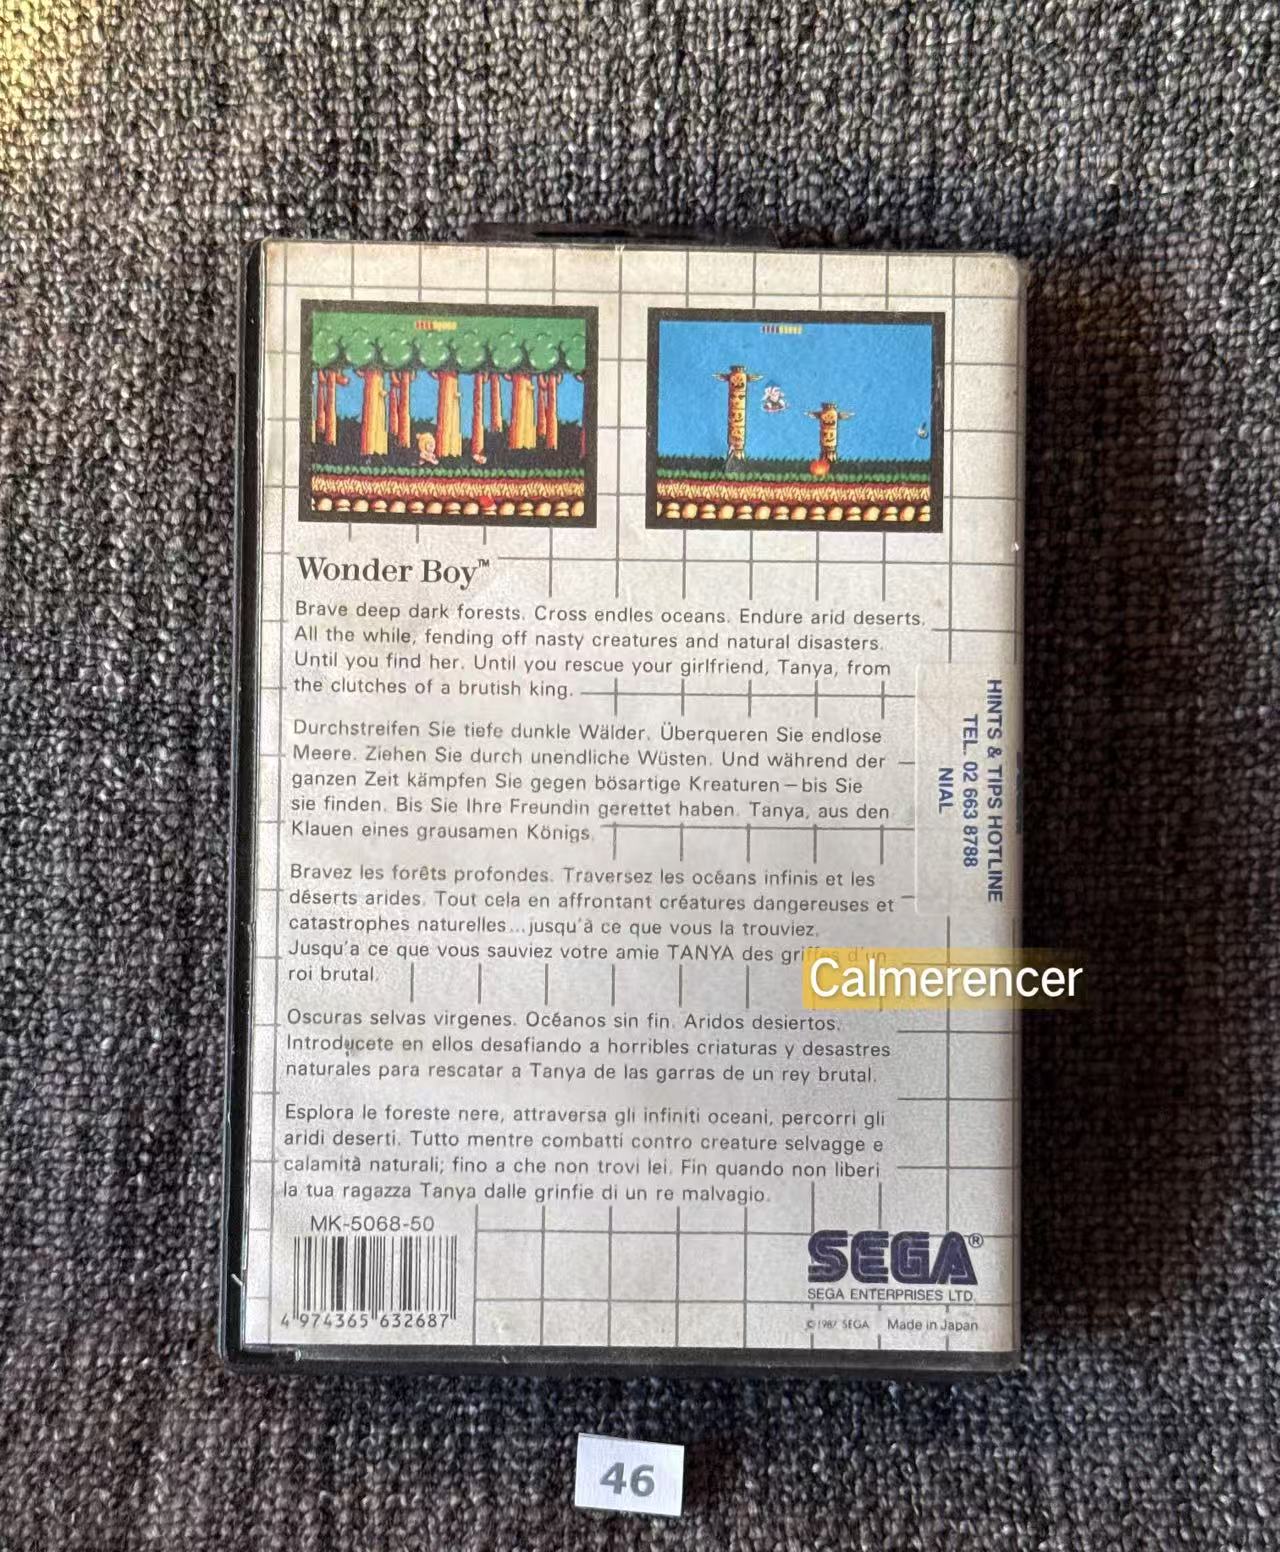 Wonder Boy™
Brave deep dark forests. Cross endles oceans. Endure arid deserts.
All the while, fending off nasty creatures and natural disasters.
Until you find her. Until you rescue your girlfriend, Tanya, from
the clutches of a brutish king.
Durchstreifen Sie tiefe dunkle Wälder. Überqueren Sie endlose
Meere. Ziehen Sie durch unendliche Wüsten. Und während der
ganzen Zeit kämpfen Sie gegen bösartige Kreaturen – bis Sie
sie finden. Bis Sie Ihre Freundin gerettet haben. Tanya, aus den
Klauen eines grausamen Königs.
Bravez les forêts profondes. Traversez les océans infinis et les
déserts arides. Tout cela en affrontant créatures dangereuses et
catastrophes naturelles...jusqu'à ce que vous la trouviez.
Jusqu'a ce que vous sauviez votre amie TANYA des griffes d'un
roi brutal.
Oscuras selvas virgenes. Océanos sin fin. Aridos desiertos.
Introducete en ellos desafiando a horribles criaturas y desastres
naturales para rescatar a Tanya de las garras de un rey brutal.
Esplora le foreste nere, attraversa gli infiniti oceani, percorri gli
aridi deserti. Tutto mentre combatti contro creature selvagge e
calamità naturali; fino a che non trovi lei. Fin quando non liberi
la tua ragazza Tanya dalle grinfie di un re malvagio.
HINTS & TIPS HOTLINE
TEL. 02 663 8788
NIAL
Calmerencer
MK-5068-50
4 974365 632687
SEGA®
SEGA ENTERPRISES LTD.
©1987 SEGA Made in Japan
46